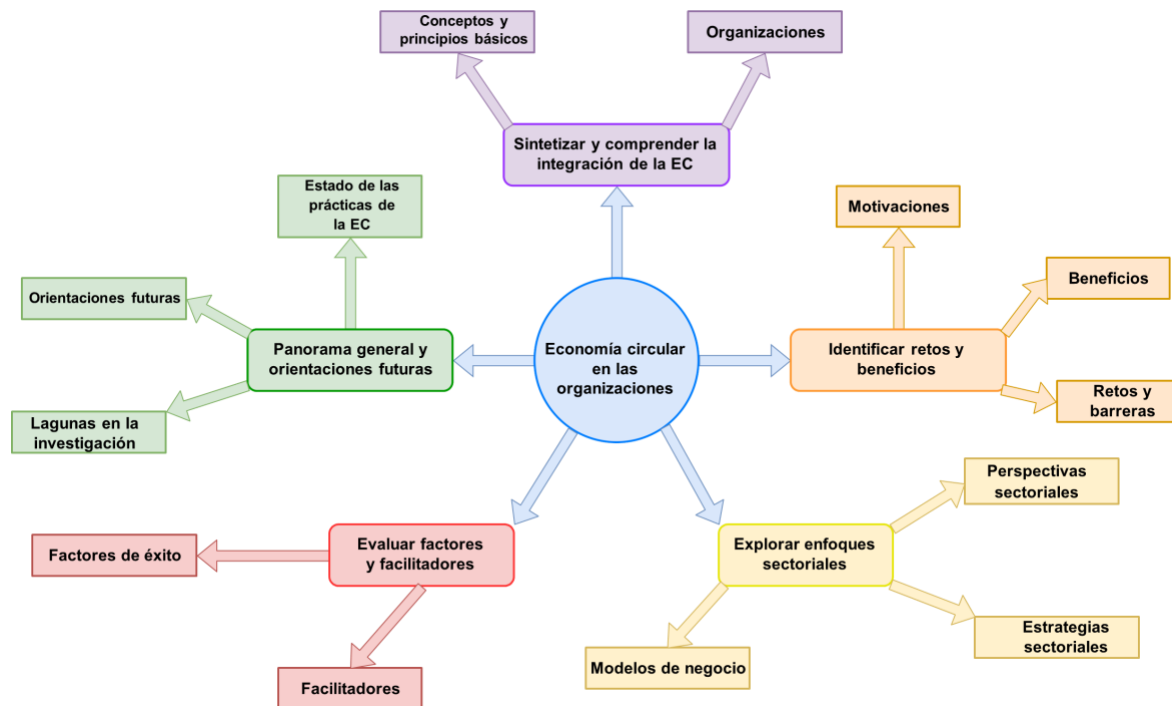 Conceptos y
principios básicos
Organizaciones
Sintetizar y comprender la
integración de la EC
Estado de las
prácticas de
la EC
Motivaciones
Orientaciones futuras
Beneficios
Panorama general y
orientaciones futuras
Economía circular
en las
organizaciones
Identificar retos y
beneficios
Retos y
barreras
Lagunas en la
investigación
Perspectivas
sectoriales
Factores de éxito
Evaluar factores
y facilitadores
Explorar enfoques
sectoriales
Estrategias
sectoriales
Modelos de negocio
Facilitadores